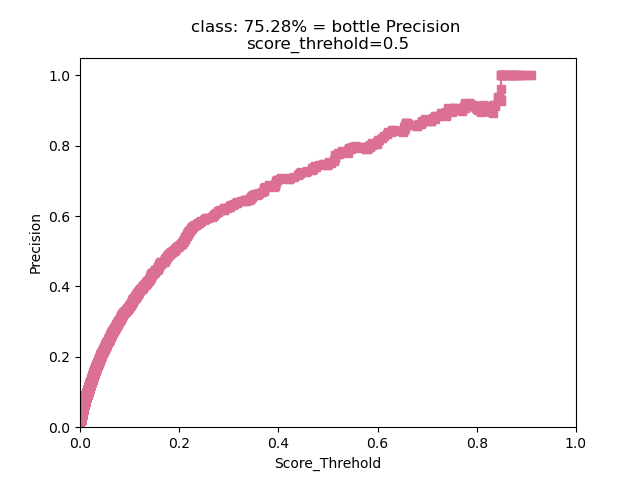 class: 75.28% = bottle Precision
score_threhold=0.5
1.0
0.8
0.6
0.4
0.2
0.0
Precision
0.0 0.2 0.4 0.6 0.8 1.0
Score_Threhold